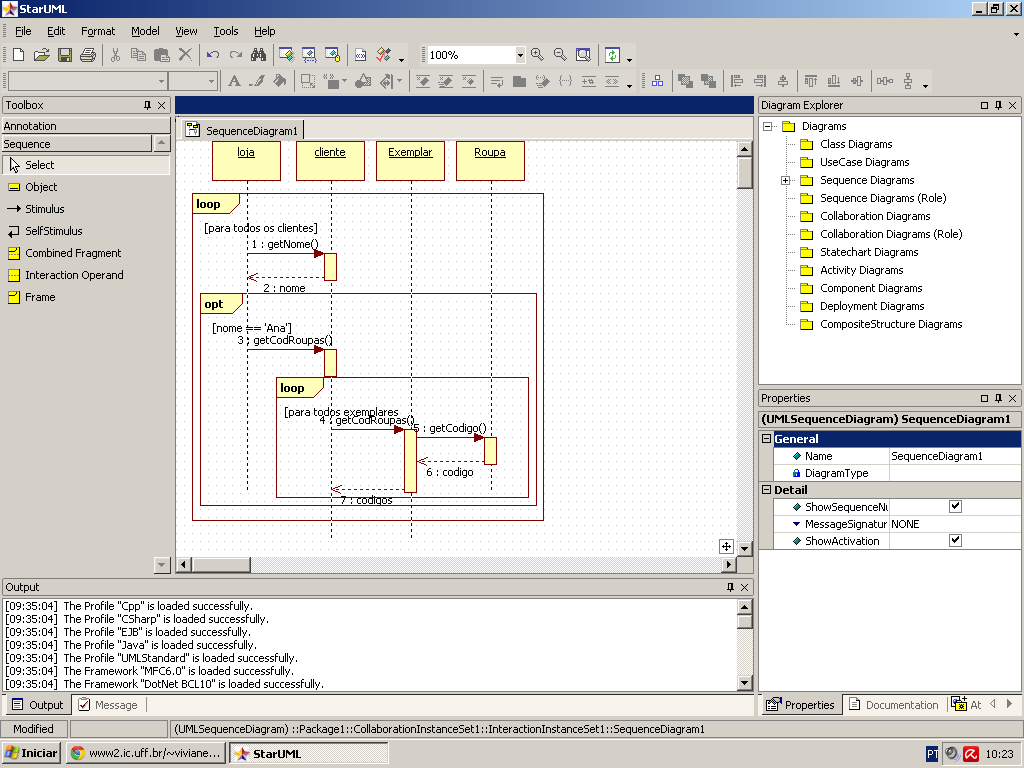 StarUML
File Edit Format Model View Tools Help
100%
Toolbox
Annotation
Sequence
Select
Object
Stimulus
SelfStimulus
Combined Fragment
Interaction Operand
Frame
SequenceDiagram1
loja cliente Exemplar Roupa
loop
[para todos os clientes]
1 : getNome()
2 : nome
opt
[nome == 'Ana']
3 : getCodRoupas()
loop
[para todos exemplares
4 : getCodRoupas()
5 : getCodigo()
6 : codigo
7 : codigos
Diagram Explorer
Diagrams
Class Diagrams
UseCase Diagrams
Sequence Diagrams
Sequence Diagrams (Role)
Collaboration Diagrams
Collaboration Diagrams (Role)
Statechart Diagrams
Activity Diagrams
Component Diagrams
Deployment Diagrams
CompositeStructure Diagrams
Properties
(UMLSequenceDiagram) SequenceDiagram1
General
Name SequenceDiagram1
DiagramType
Detail
ShowSequenceNu
MessageSignatur NONE
ShowActivation
Properties Documentation At
Output
[09:35:04] The Profile "Cpp" is loaded successfully.
[09:35:04] The Profile "CSharp" is loaded successfully.
[09:35:04] The Profile "EJB" is loaded successfully.
[09:35:04] The Profile "Java" is loaded successfully.
[09:35:04] The Profile "UMLStandard" is loaded successfully.
[09:35:04] The Framework "MFC6.0" is loaded successfully.
[09:35:04] The Framework "DotNet BCL10" is loaded successfully.
Output Message
Modified (UMLSequenceDiagram) ::Package1::CollaborationInstanceSet1::InteractionInstanceSet1::SequenceDiagram1
Iniciar www2.ic.uff.br/~viviane... StarUML PT 10:23